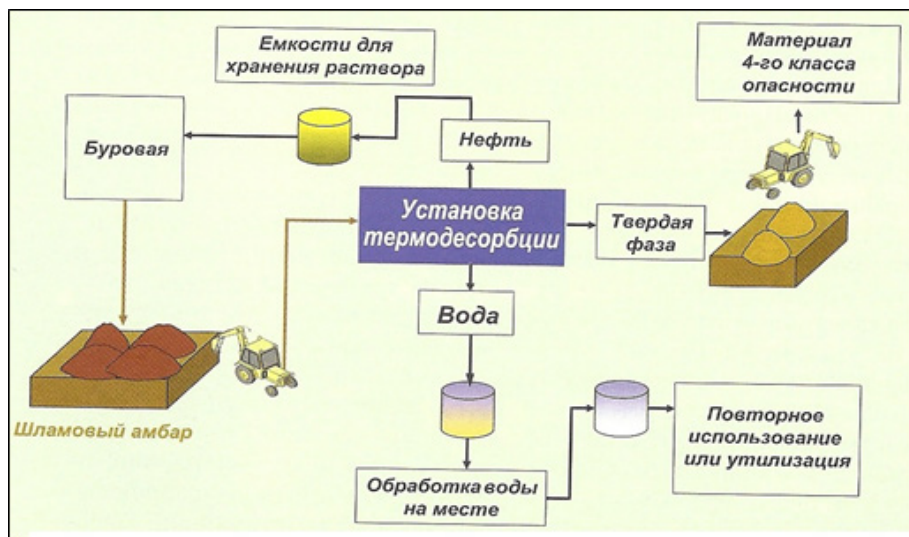 Емкости для
хранения раствора
Материал
4-го класса
опасности
Буровая
Нефть
Установка
термодесорбции
Твердая
фаза
Вода
Шламовый амбар
Обработка воды
на месте
Повторное
использование
или утилизация